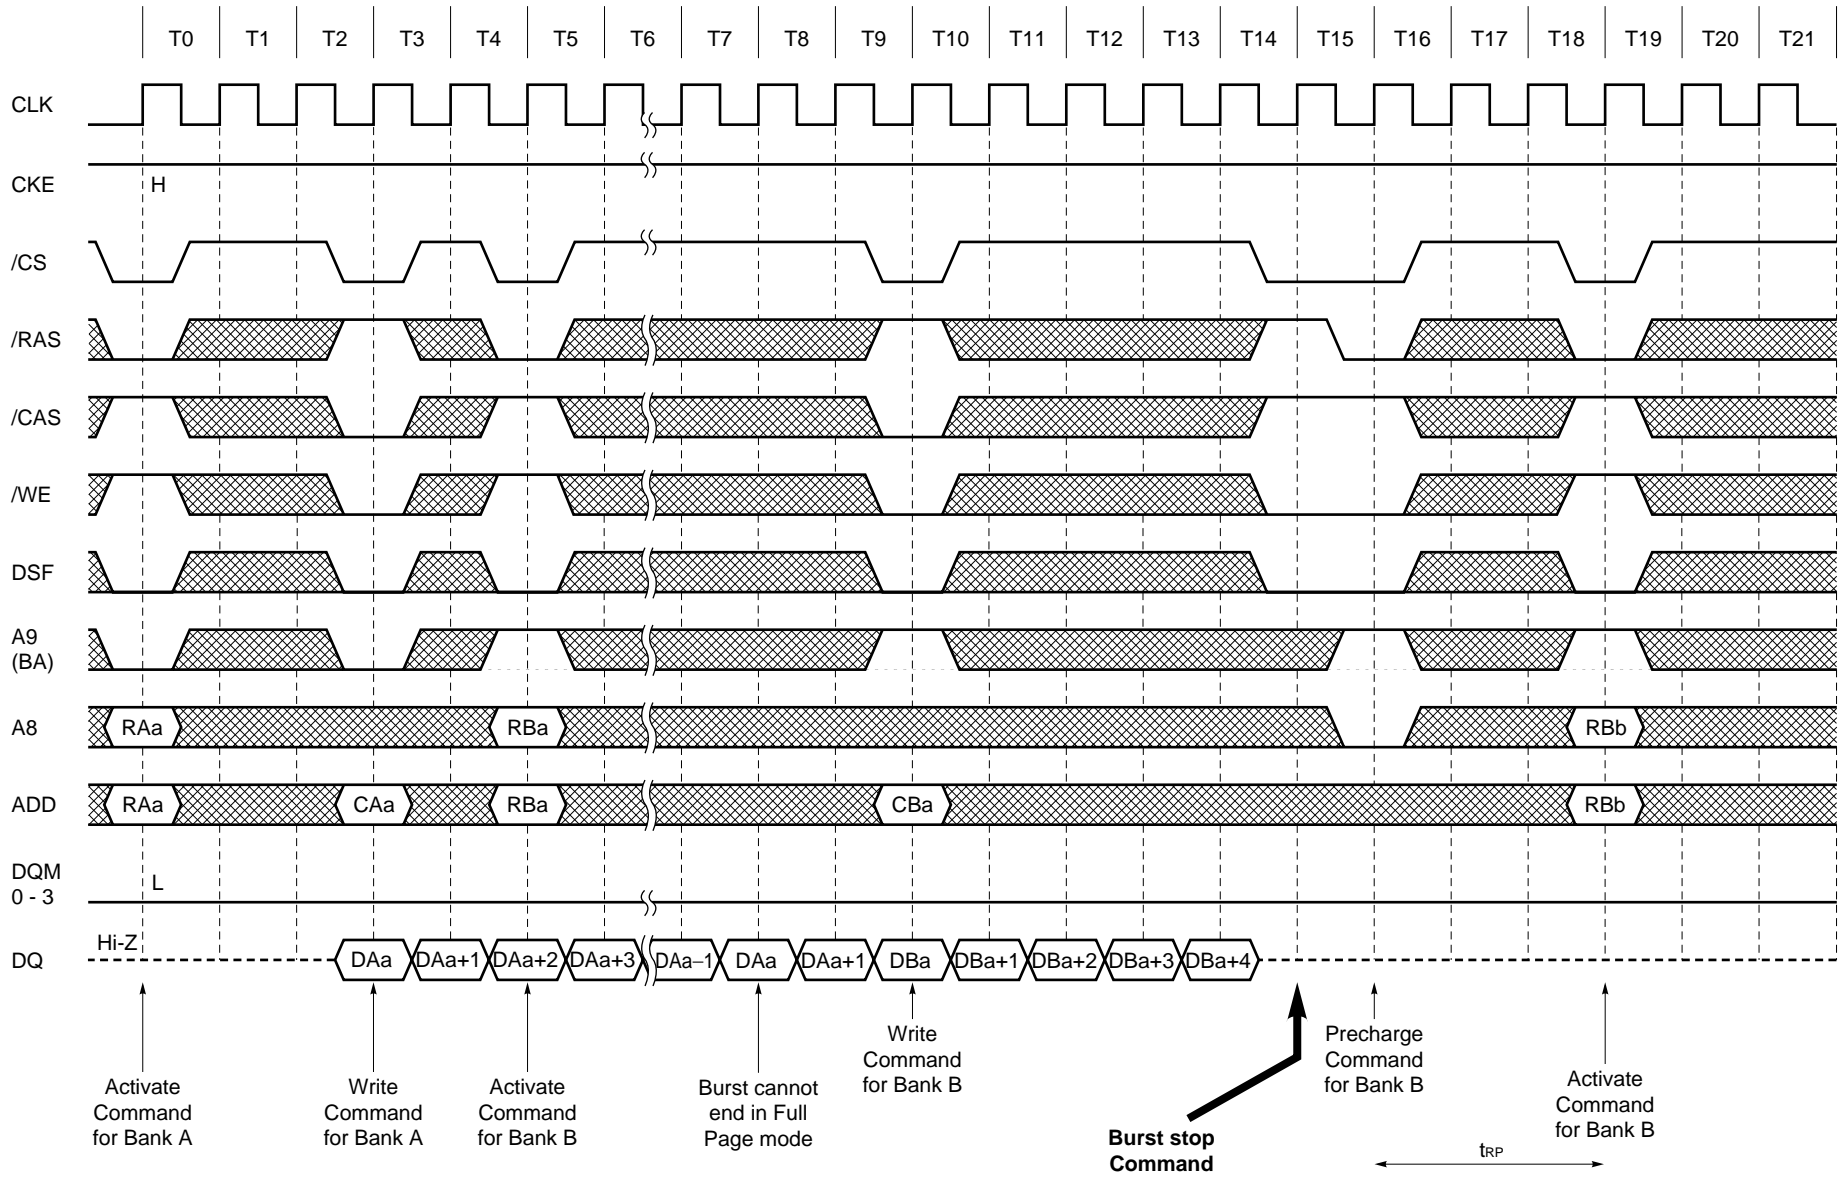 T0 T1 T2 T3 T4 T5 T6 T7 T8 T9 T10 T11 T12 T13 T14 T15 T16 T17 T18 T19 T20 T21
CLK
CKE H
/CS
/RAS
/CAS
/WE
DSF
A9
(BA)
A8 RAa RBa RBb
ADD RAa CAa RBa CBa RBb
DQM
0 - 3
L
Hi-Z
DQ DAa DAa+1 DAa+2 DAa+3 DAa−1 DAa DAa+1 DBa DBa+1 DBa+2 DBa+3 DBa+4
Activate
Command
for Bank A
Write
Command
for Bank A
Activate
Command
for Bank B
Burst cannot
end in Full
Page mode
Write
Command
for Bank B
Burst stop
Command
Precharge
Command
for Bank B
Activate
Command
for Bank B
tRP